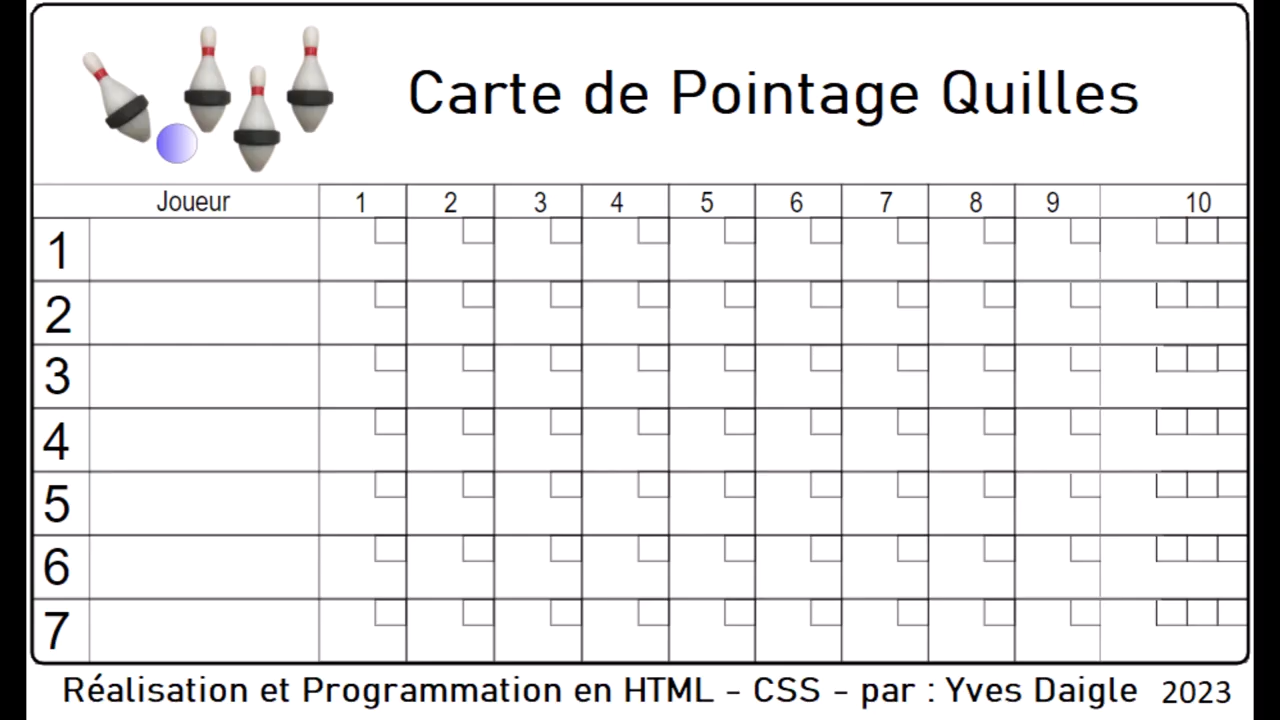 Carte de Pointage Quilles
Joueur 1 2 3 4 5 6 7 8 9 10
1
2
3
4
5
6
7
Réalisation et Programmation en HTML - CSS - par : Yves Daigle 2023